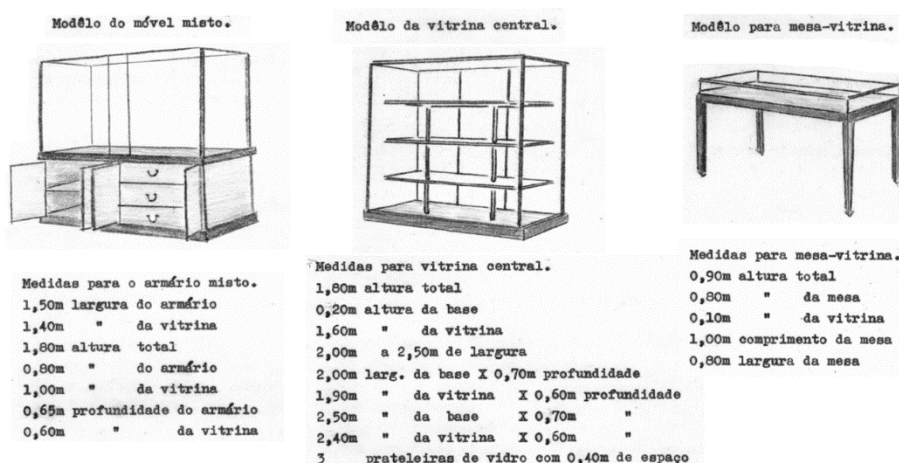 Modêlo do móvel misto.
Medidas para o armário misto.
1,50m largura do armário
1,40m " da vitrina
1,80m altura total
0,80m " do armário
1,00m " da vitrina
0,65m profundidade do armário
0,60m " da vitrina
Modêlo da vitrina central.
Medidas para vitrina central.
1,80m altura total
0,20m altura da base
1,60m " da vitrina
2,00m a 2,50m de largura
2,00m larg. da base X 0,70m profundidade
1,90m " da vitrina X 0,60m profundidade
2,50m " da base X 0,70m "
2,40m " da vitrina X 0,60m "
3 prateleiras de vidro com 0,40m de espaço
Modêlo para mesa-vitrina.
Medidas para mesa-vitrina.
0,90m altura total
0,80m " da mesa
0,10m " da vitrina
1,00m comprimento da mesa
0,80m largura da mesa